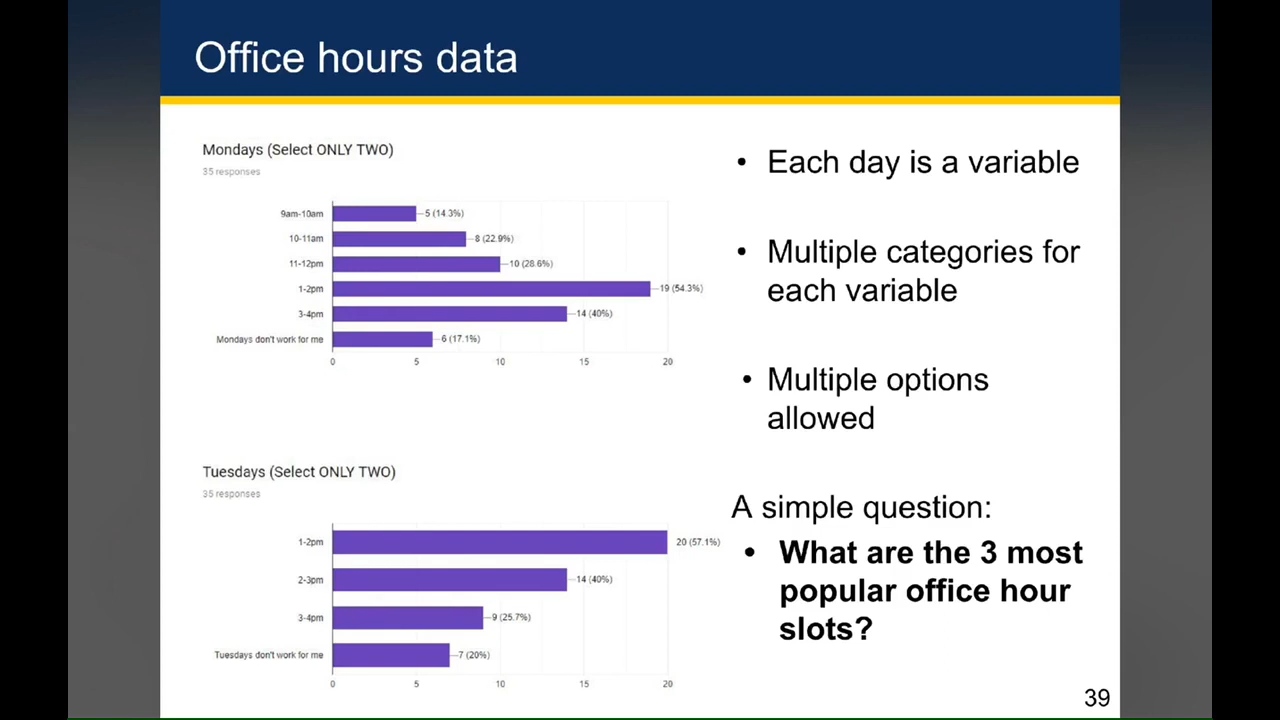 Office hours data
Mondays (Select ONLY TWO)
35 responses
9am-10am
5 (14.3%)
10-11am
8 (22.9%)
11-12pm
10 (28.6%)
1-2pm
19 (54.3%)
3-4pm
14 (40%)
Mondays don't work for me
6 (17.1%)
0 5 10 15 20
Tuesdays (Select ONLY TWO)
35 responses
1-2pm
20 (57.1%)
2-3pm
14 (40%)
3-4pm
9 (25.7%)
Tuesdays don't work for me
7 (20%)
0 5 10 15 20
• Each day is a variable
• Multiple categories for
each variable
• Multiple options
allowed
A simple question:
• What are the 3 most
popular office hour
slots?
39